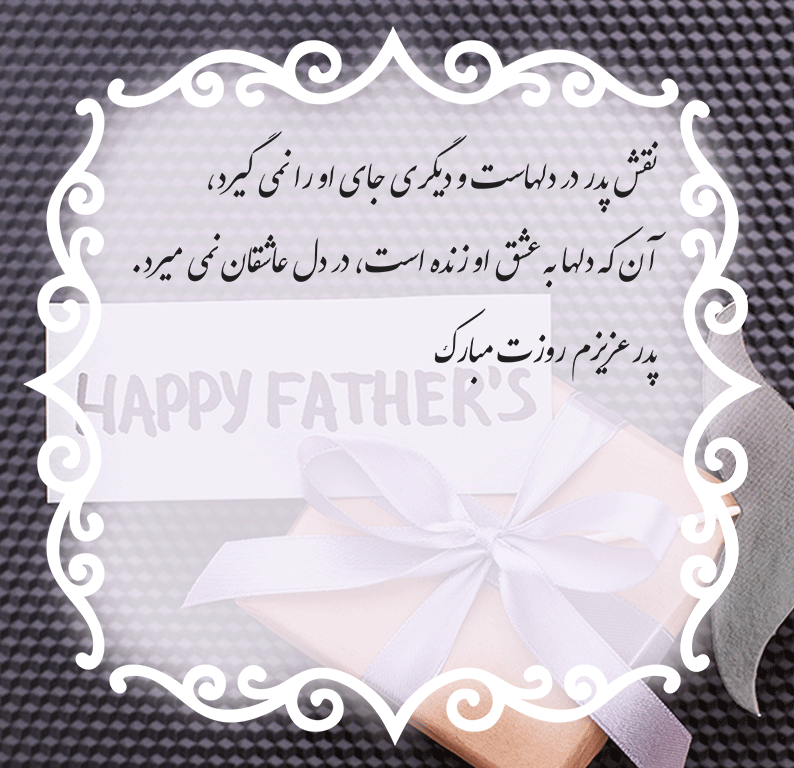 نقش پدر در دلهاست و دیگری جای او را نمی گیرد،
آن که دلها به عشق او زنده است، در دل عاشقان نمی میرد.
پدر عزیزم روزت مبارک
HAPPY FATHER'S